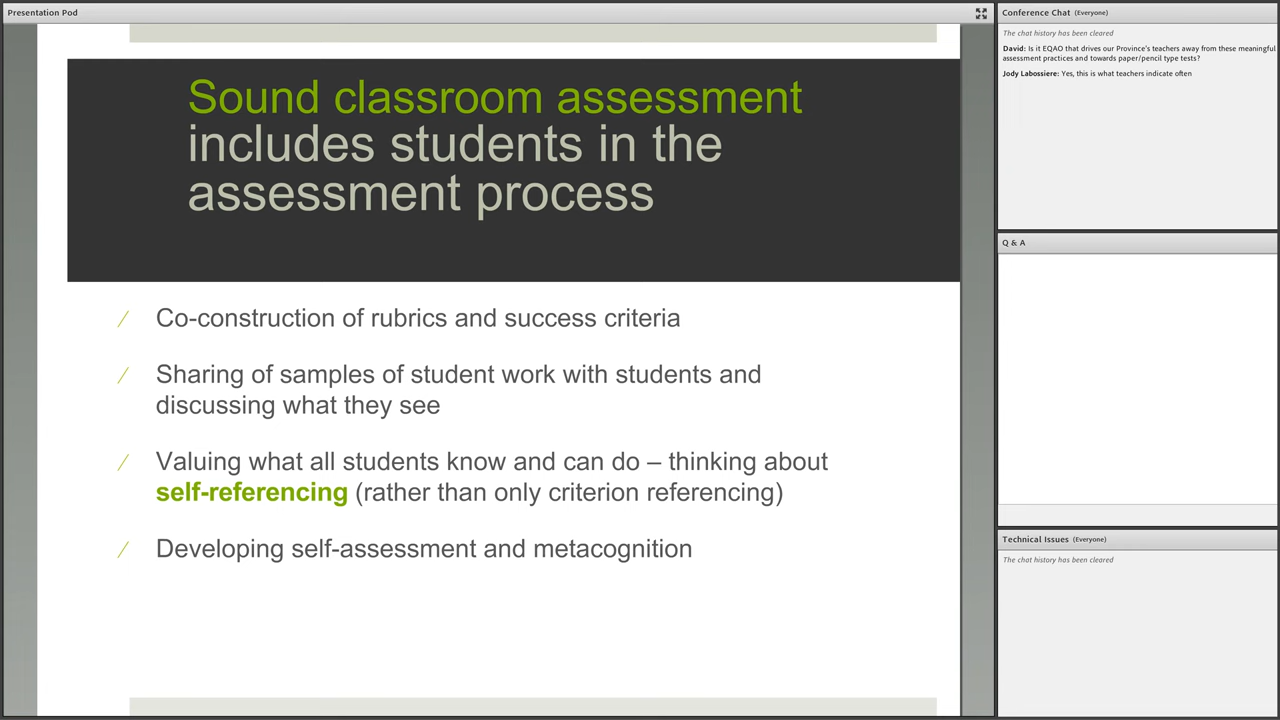 Presentation Pod
Sound classroom assessment
includes students in the
assessment process
/ Co-construction of rubrics and success criteria
/ Sharing of samples of student work with students and
discussing what they see
/ Valuing what all students know and can do – thinking about
self-referencing (rather than only criterion referencing)
/ Developing self-assessment and metacognition
Conference Chat (Everyone)
The chat history has been cleared
David: Is it EQAO that drives our Province's teachers away from these meaningful
assessment practices and towards paper/pencil type tests?
Jody Labossiere: Yes, this is what teachers indicate often
Q & A
Technical Issues (Everyone)
The chat history has been cleared